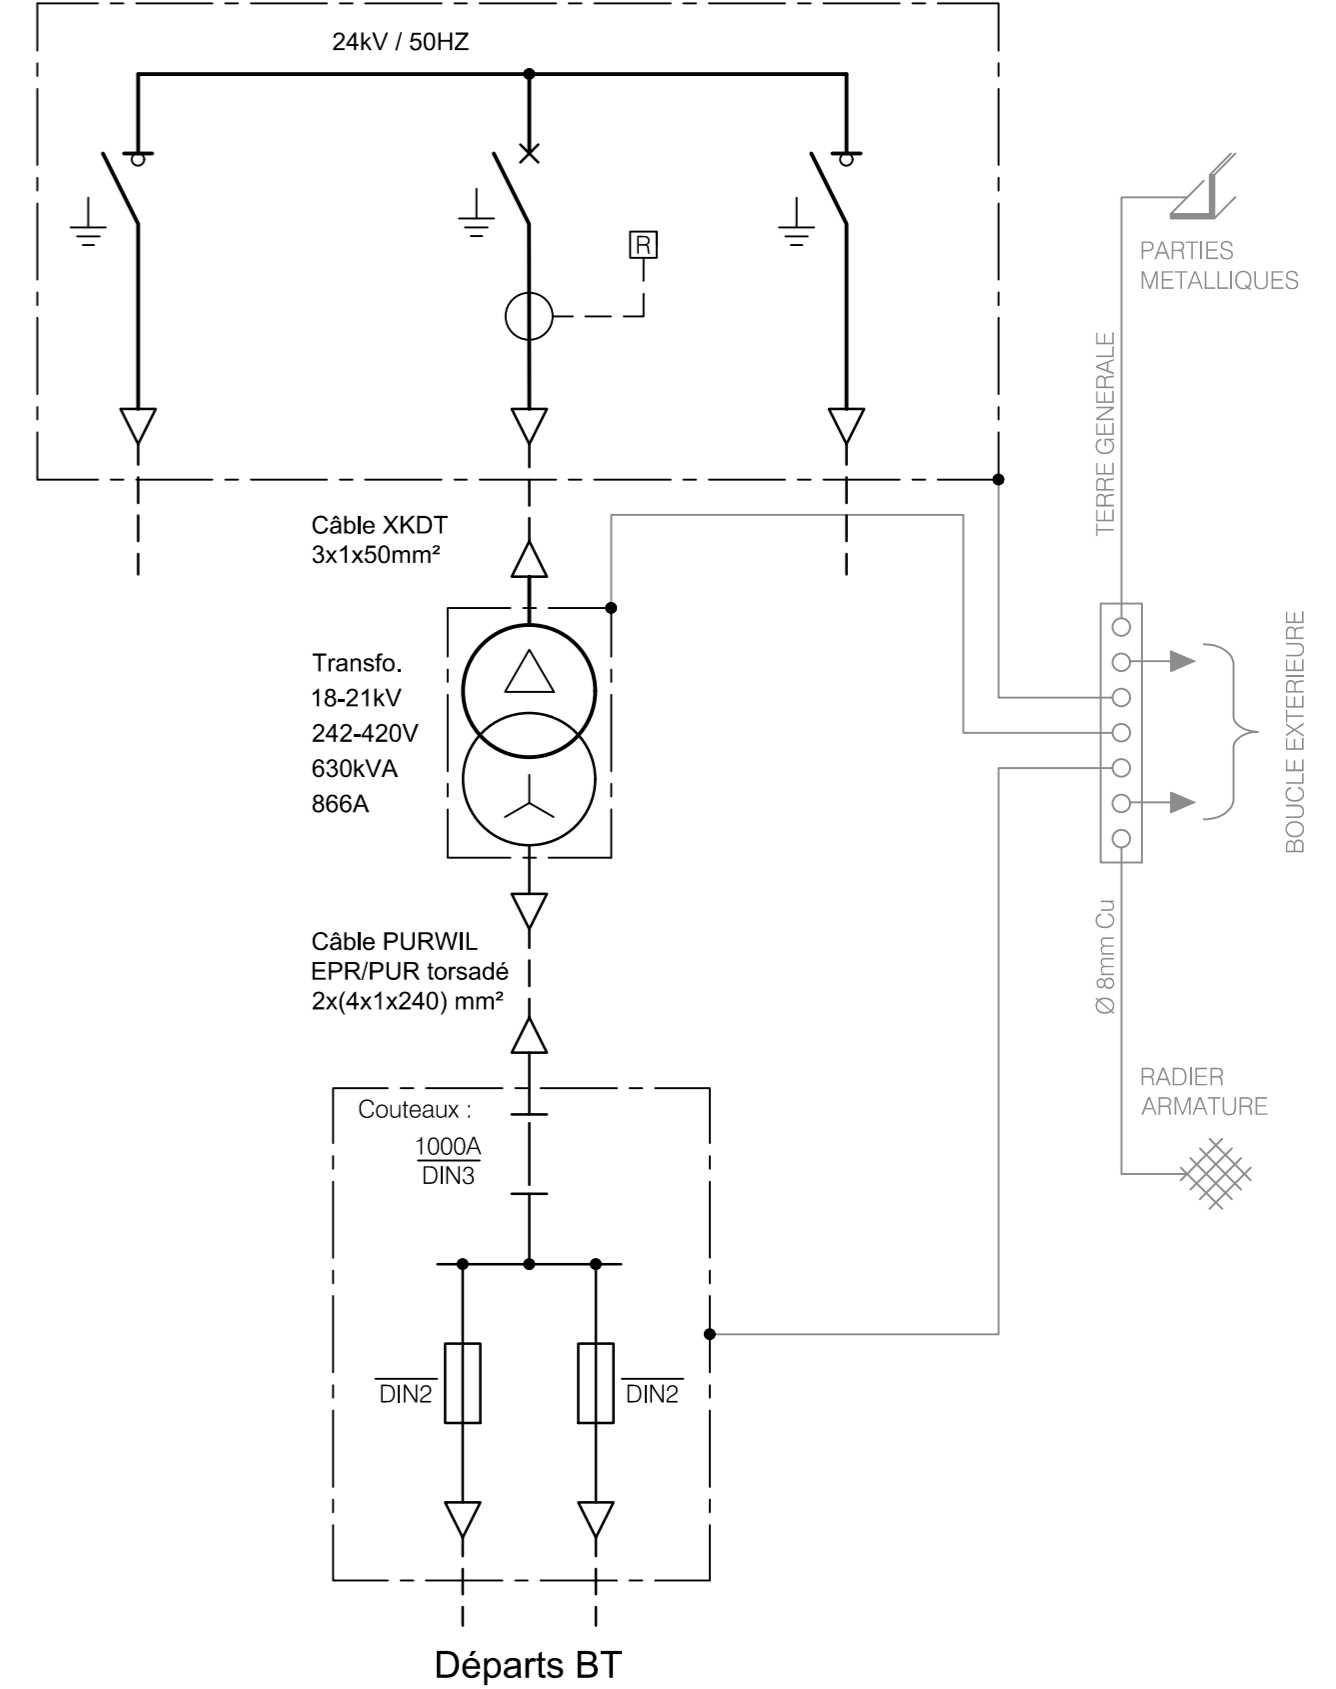 24kV / 50HZ
R
PARTIES
METALLIQUES
TERRE GENERALE
Câble XKDT
3x1x50mm²
Transfo.
18-21kV
242-420V
630kVA
866A
BOUCLE EXTERIEURE
Câble PURWIL
EPR/PUR torsadé
2x(4x1x240) mm²
Ø 8mm Cu
RADIER
ARMATURE
Couteaux :
1000A
DIN3
DIN2
DIN2
Départs BT